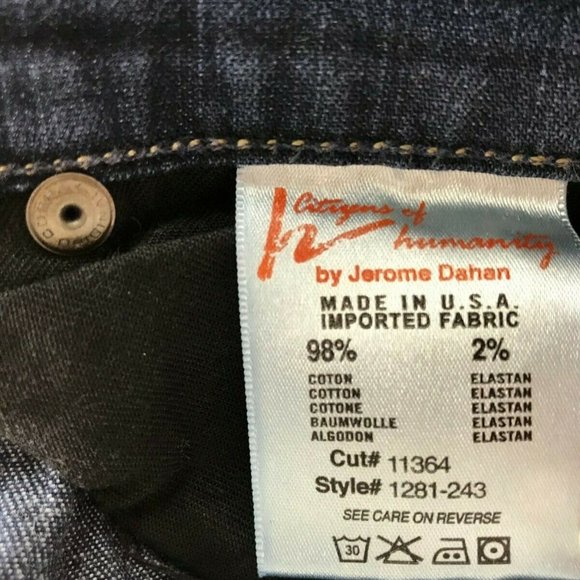 Citizens of
humanity
by Jerome Dahan
MADE IN U.S.A.
IMPORTED FABRIC
98% 2%
COTON ELASTAN
COTTON ELASTAN
COTONE ELASTAN
BAUMWOLLE ELASTAN
ALGODON ELASTAN
Cut# 11364
Style# 1281-243
SEE CARE ON REVERSE
30